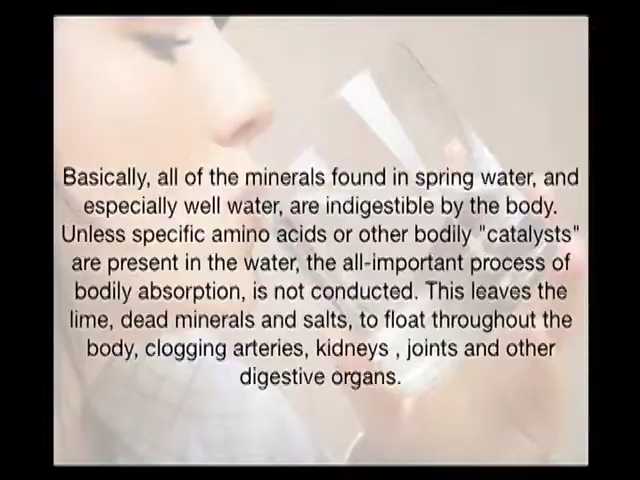 Basically, all of the minerals found in spring water, and
especially well water, are indigestible by the body.
Unless specific amino acids or other bodily "catalysts"
are present in the water, the all-important process of
bodily absorption, is not conducted. This leaves the
lime, dead minerals and salts, to float throughout the
body, clogging arteries, kidneys , joints and other
digestive organs.